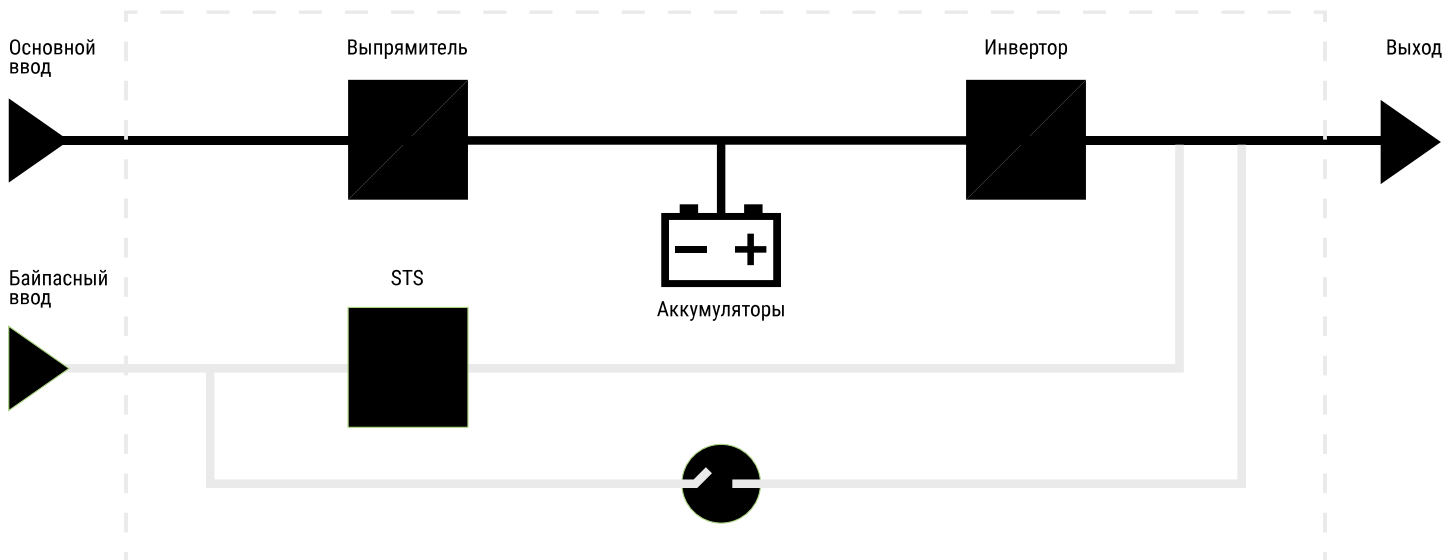 Основной
ввод
Выпрямитель
Инвертор
Выход
Байпасный
ввод
STS
Аккумуляторы